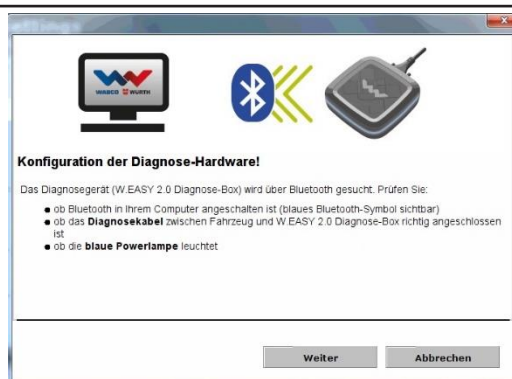 WABCO WURTH
Konfiguration der Diagnose-Hardware!
Das Diagnosegerät (W.EASY 2.0 Diagnose-Box) wird über Bluetooth gesucht. Prüfen Sie:
● ob Bluetooth in Ihrem Computer angeschalten ist (blaues Bluetooth-Symbol sichtbar)
● ob das Diagnosekabel zwischen Fahrzeug und W.EASY 2.0 Diagnose-Box richtig angeschlossen
ist
● ob die blaue Powerlampe leuchtet
Weiter Abbrechen